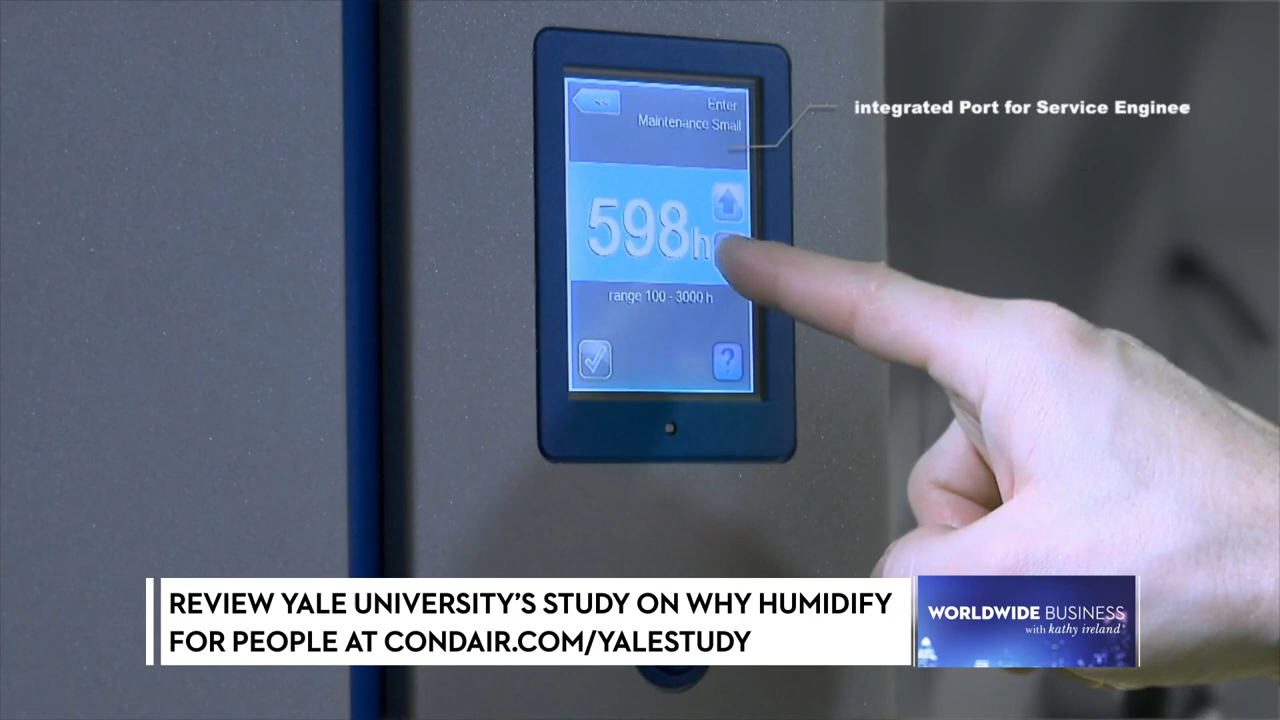 Enter
Maintenance Small
integrated Port for Service Enginee
598h
range 100 - 3000 h
?
REVIEW YALE UNIVERSITY'S STUDY ON WHY HUMIDIFY
FOR PEOPLE AT CONDAIR.COM/YALESTUDY
WORLDWIDE BUSINESS
with kathy ireland